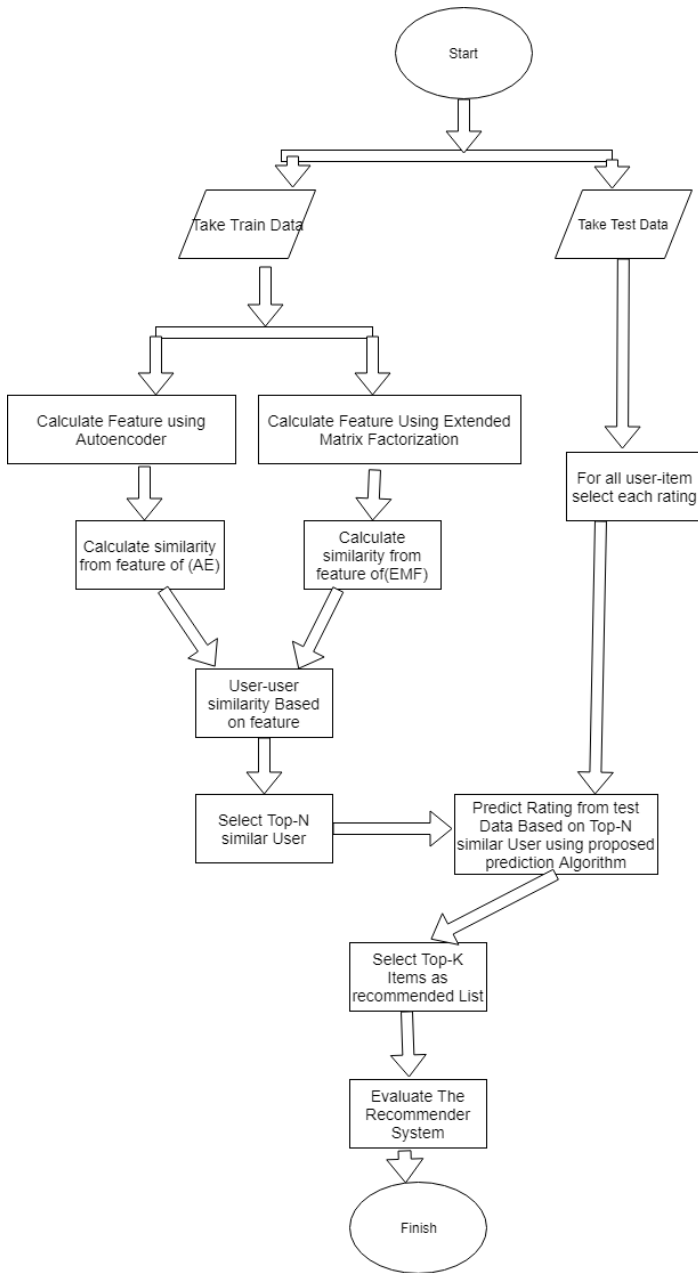 Start
Take Train Data
Take Test Data
Calculate Feature using
Autoencoder
Calculate Feature Using Extended
Matrix Factorization
For all user-item
select each rating
Calculate similarity
from feature of (AE)
Calculate
similarity from
feature of(EMF)
User-user
similarity Based
on feature
Select Top-N
similar User
Predict Rating from test
Data Based on Top-N
similar User using proposed
prediction Algorithm
Select Top-K
Items as
recommended List
Evaluate The
Recommender
System
Finish